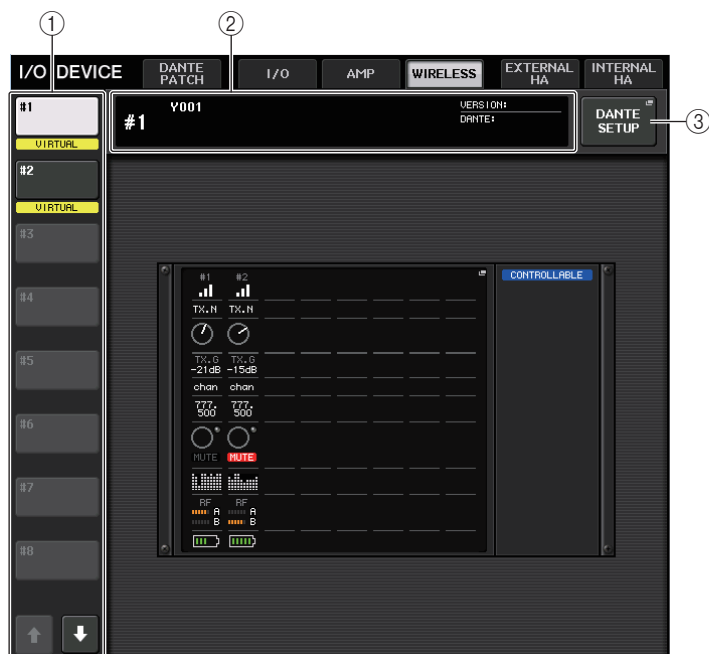 1
2
I/O DEVICE
DANTE PATCH
I/O
AMP
WIRELESS
EXTERNAL HA
INTERNAL HA
#1
VIRTUAL
#1
Y001
VERSION:
DANTE:
DANTE SETUP
3
#2
VIRTUAL
#3
#4
#5
#6
#7
#8
#1 #2
TX.N TX.N
TX.G TX.G
-21dB -15dB
chan chan
777. 777.
500 500
MUTE MUTE
RF RF
A A
B B
CONTROLLABLE